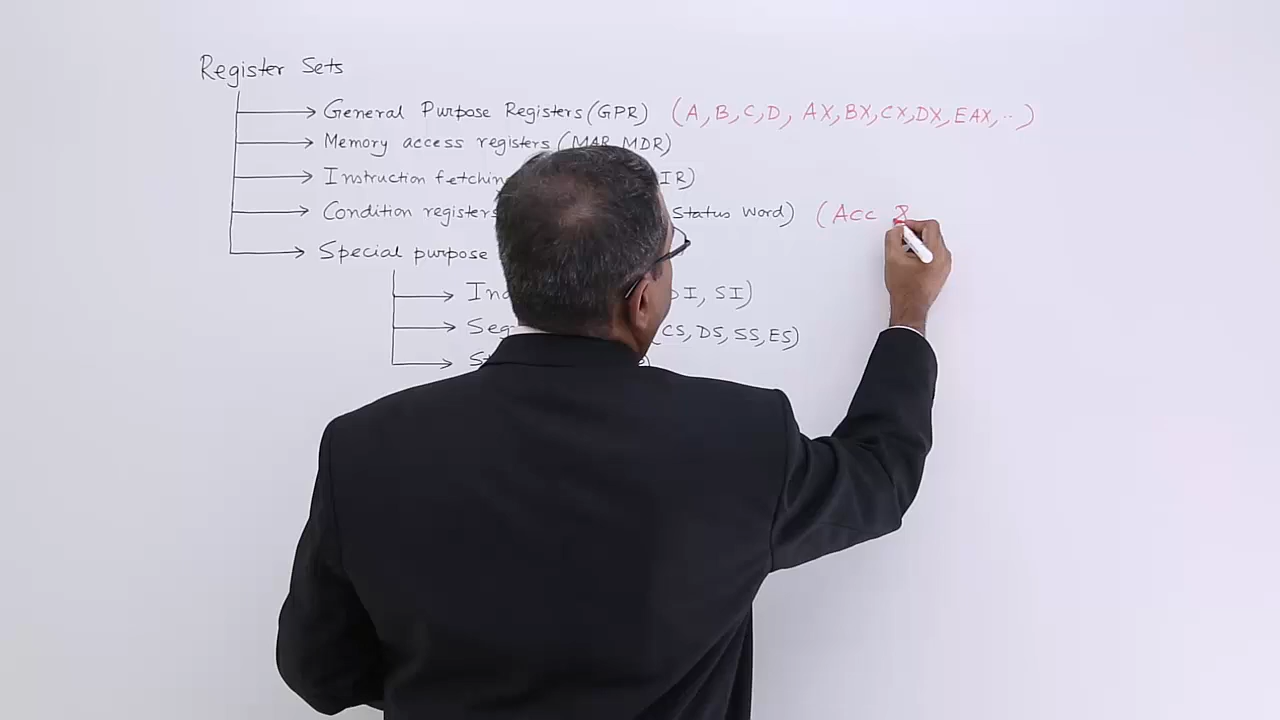 Register Sets
General Purpose Registers (GPR) (A, B, C, D, AX, BX, CX, DX, EAX, ..)
Memory access registers (MAR, MDR)
Instruction IR)
Condition registers Status Word) (Acc &
Special purpose
DI, SI)
CS, DS, SS, ES)